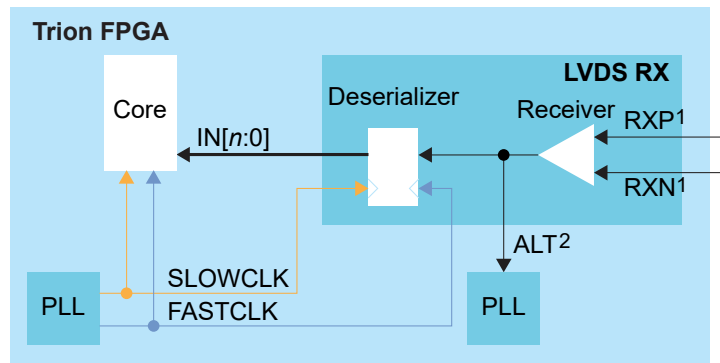 Trion FPGA
LVDS RX
Deserializer
Receiver
Core
RXP1
IN[n:0]
RXN1
ALT2
SLOWCLK
PLL
FASTCLK
PLL